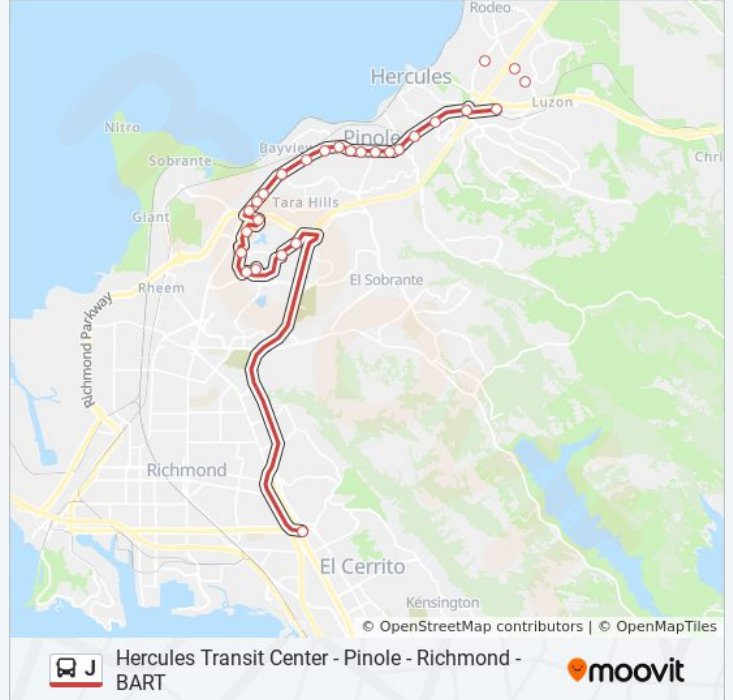 Rodeo
Hercules
Luzon
Nitro
Pinole
Bayview
Sobrante
Chri
Tara Hills
Giant
El Sobrante
Rheem
Richmond Parkway
Richmond
El Cerrito
Kensington
© OpenStreetMap contributors | © OpenMapTiles
J
Hercules Transit Center - Pinole - Richmond -
BART
moovit